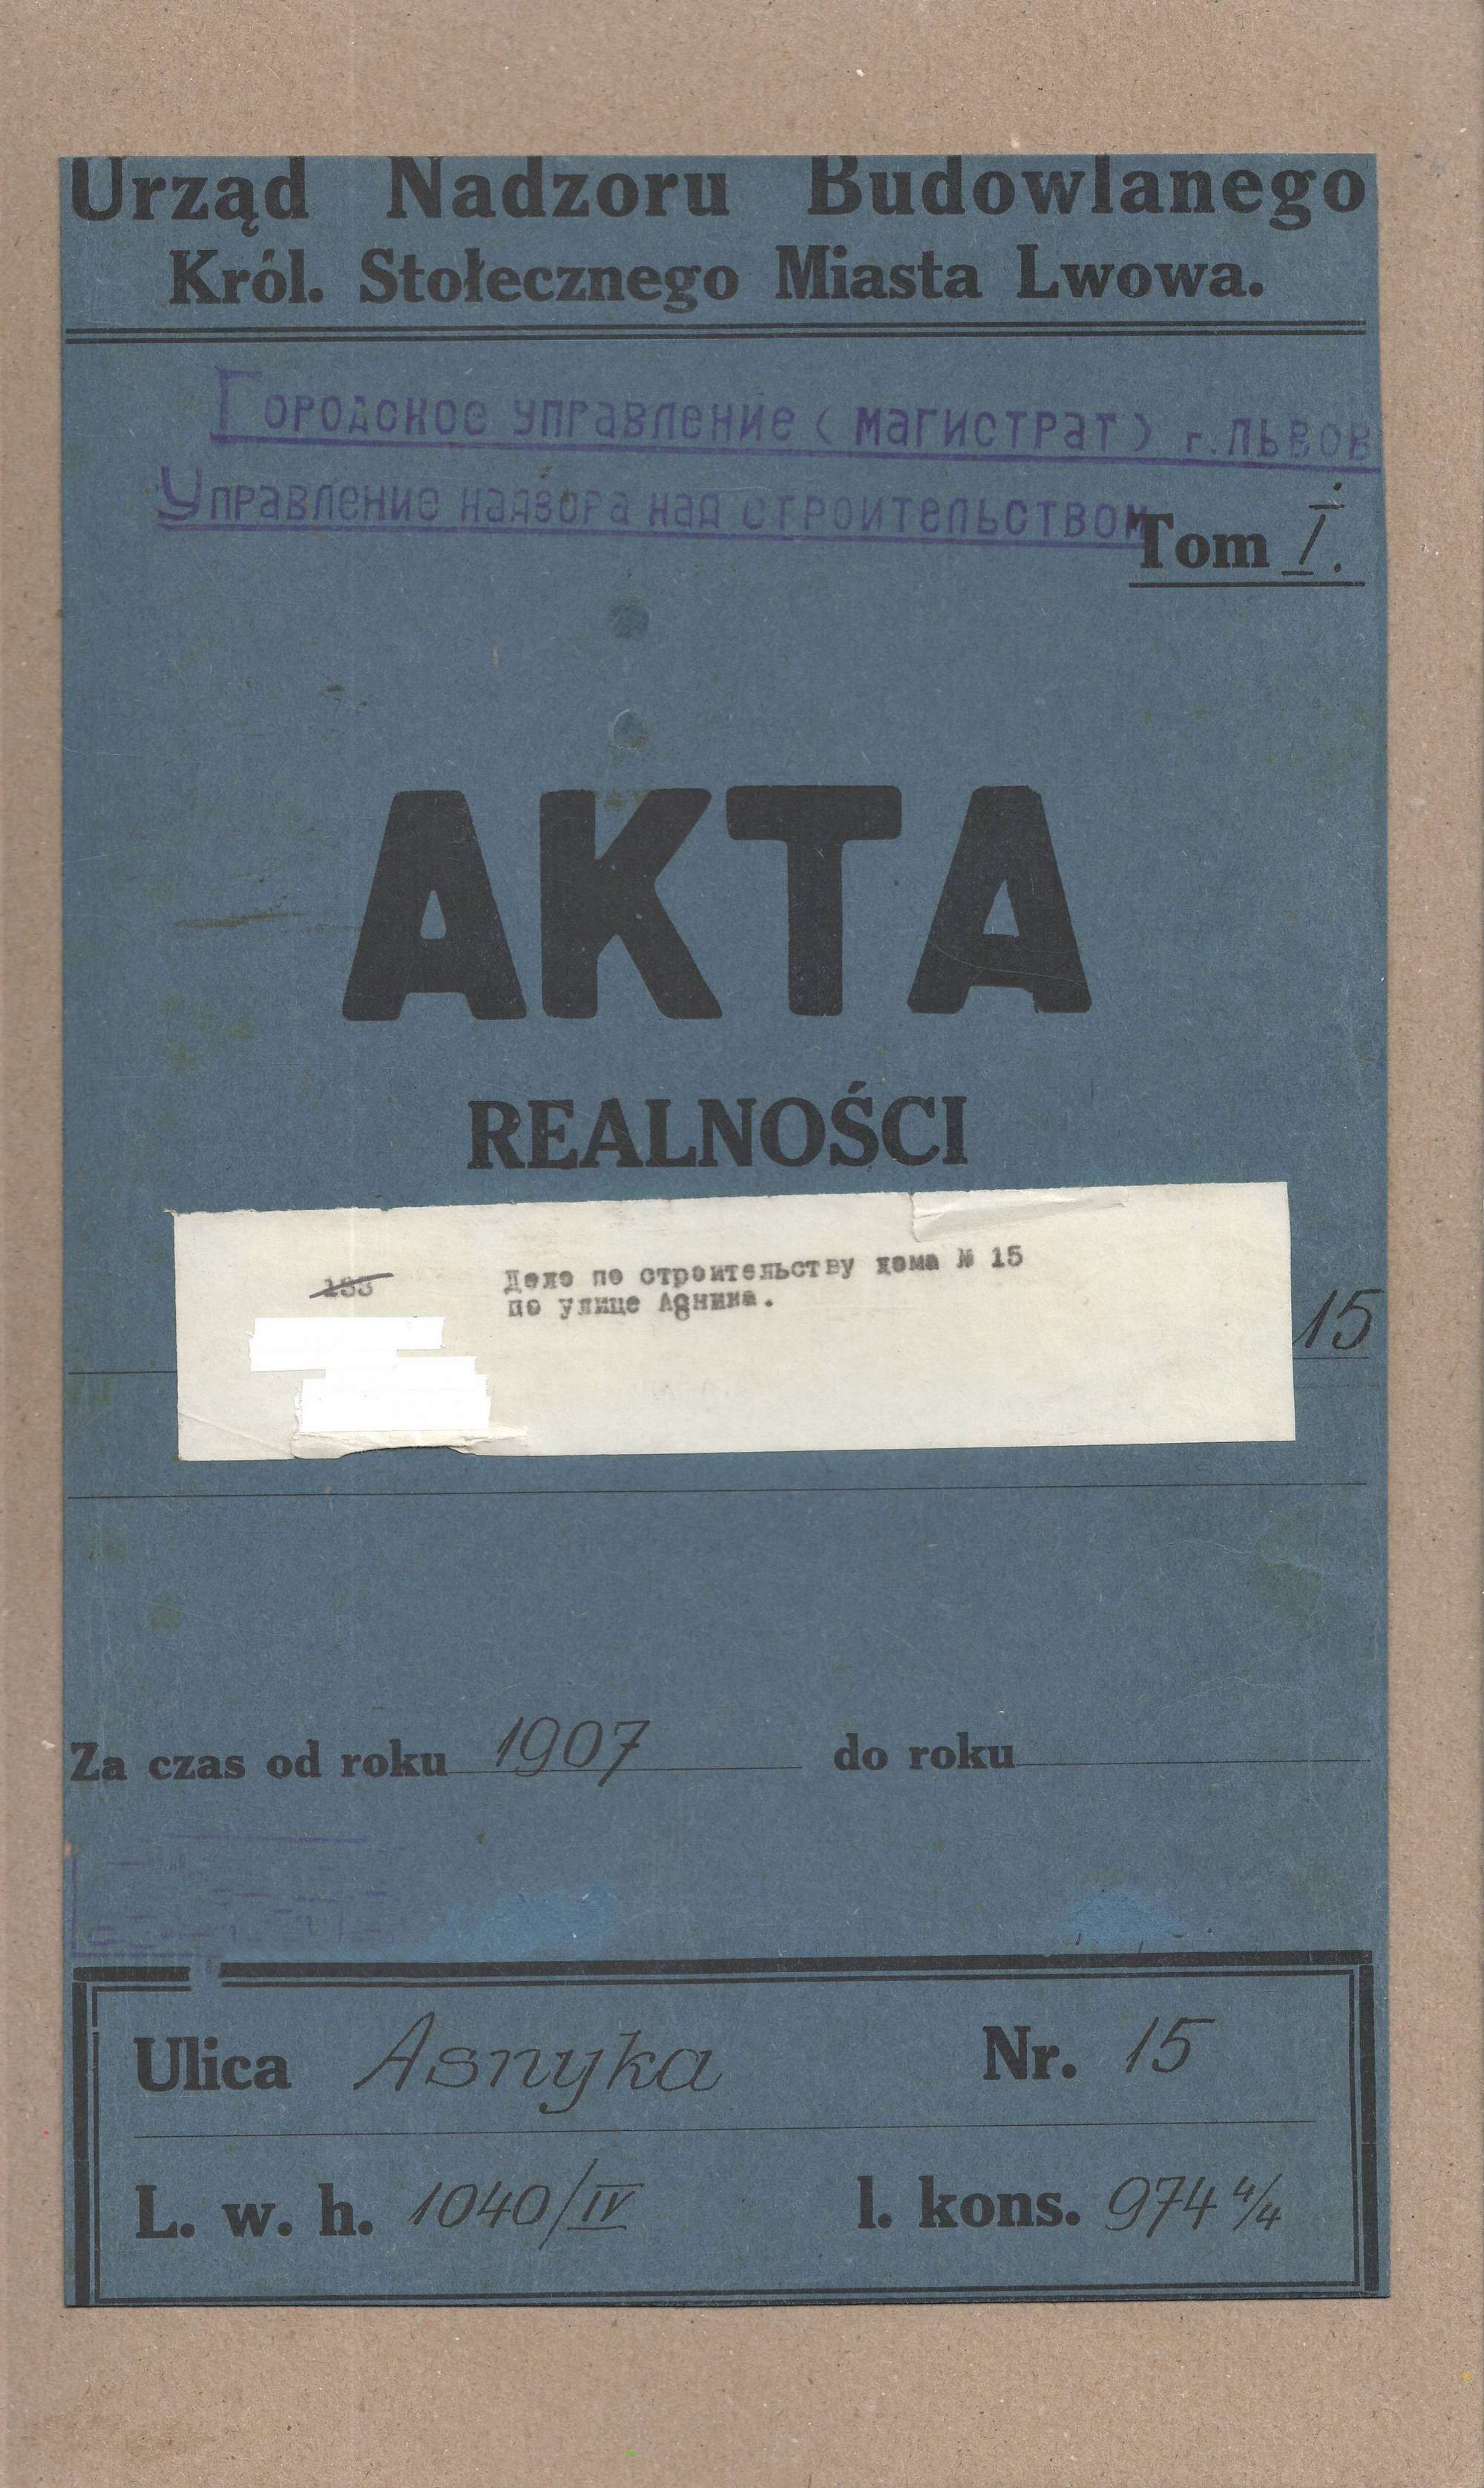 Urząd Nadzoru Budowlanego
Król. Stołecznego Miasta Lwowa.
Городское управление (магистрат) г. Львов
Управление надзора над строительством
Tom I.
AKTA
REALNOŚCI
133 Дело по строительству дома № 15
по улице Асника.
15
Za czas od roku 1907 do roku
Ulica Asnyka Nr. 15
L. w. h. 1040/IV l. kons. 974 4/4